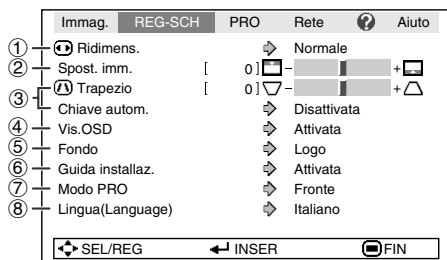 Immag. REG-SCH PRO Rete ? Aiuto
① Ridimens. Normale
② Spost. imm. [ 0 ] - +
③ Trapezio [ 0 ] - +
Chiave autom. Disattivata
④ Vis.OSD Attivata
⑤ Fondo Logo
⑥ Guida installaz. Attivata
⑦ Modo PRO Fronte
⑧ Lingua(Language) Italiano
SEL/REG INSER FIN